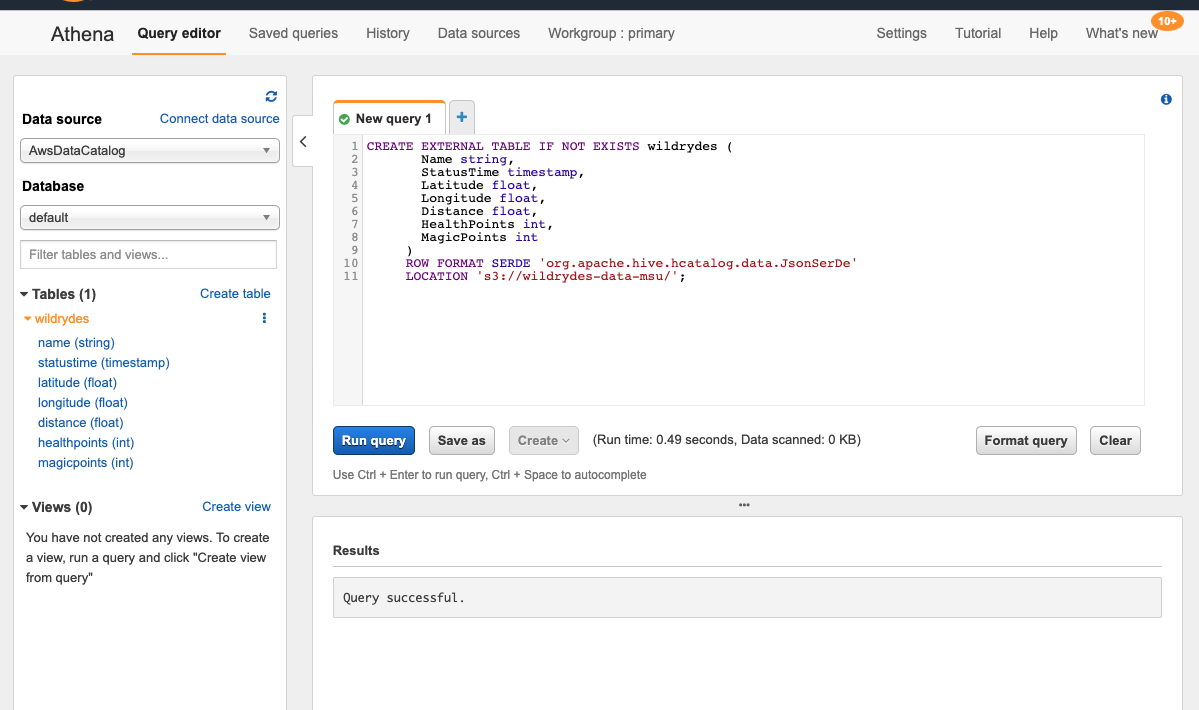 Athena Query editor Saved queries History Data sources Workgroup : primary Settings Tutorial Help What's new 10+
Data source Connect data source
AwsDataCatalog
Database
default
Filter tables and views...
Tables (1) Create table
wildrydes
name (string)
statustime (timestamp)
latitude (float)
longitude (float)
distance (float)
healthpoints (int)
magicpoints (int)
Views (0) Create view
You have not created any views. To create
a view, run a query and click "Create view
from query"
New query 1 +
1 CREATE EXTERNAL TABLE IF NOT EXISTS wildrydes (
2 Name string,
3 StatusTime timestamp,
4 Latitude float,
5 Longitude float,
6 Distance float,
7 HealthPoints int,
8 MagicPoints int
9 )
10 ROW FORMAT SERDE 'org.apache.hive.hcatalog.data.JsonSerDe'
11 LOCATION 's3://wildrydes-data-msu/';
Run query Save as Create (Run time: 0.49 seconds, Data scanned: 0 KB) Format query Clear
Use Ctrl + Enter to run query, Ctrl + Space to autocomplete
Results
Query successful.